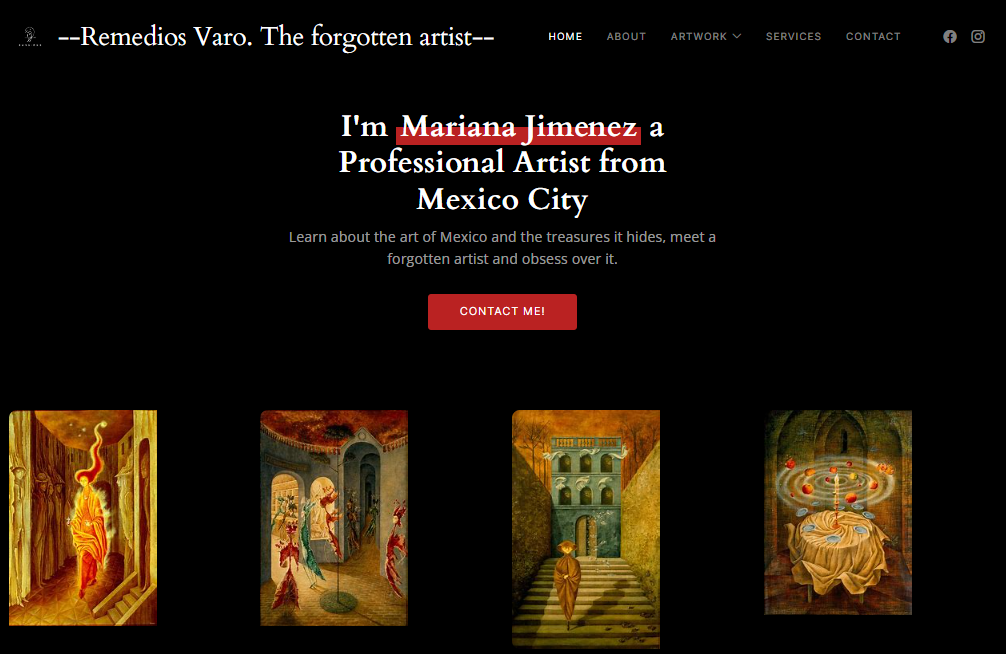 --Remedios Varo. The forgotten artist--
HOME
ABOUT
ARTWORK
SERVICES
CONTACT
I'm Mariana Jimenez a
Professional Artist from
Mexico City
Learn about the art of Mexico and the treasures it hides, meet a
forgotten artist and obsess over it.
CONTACT ME!